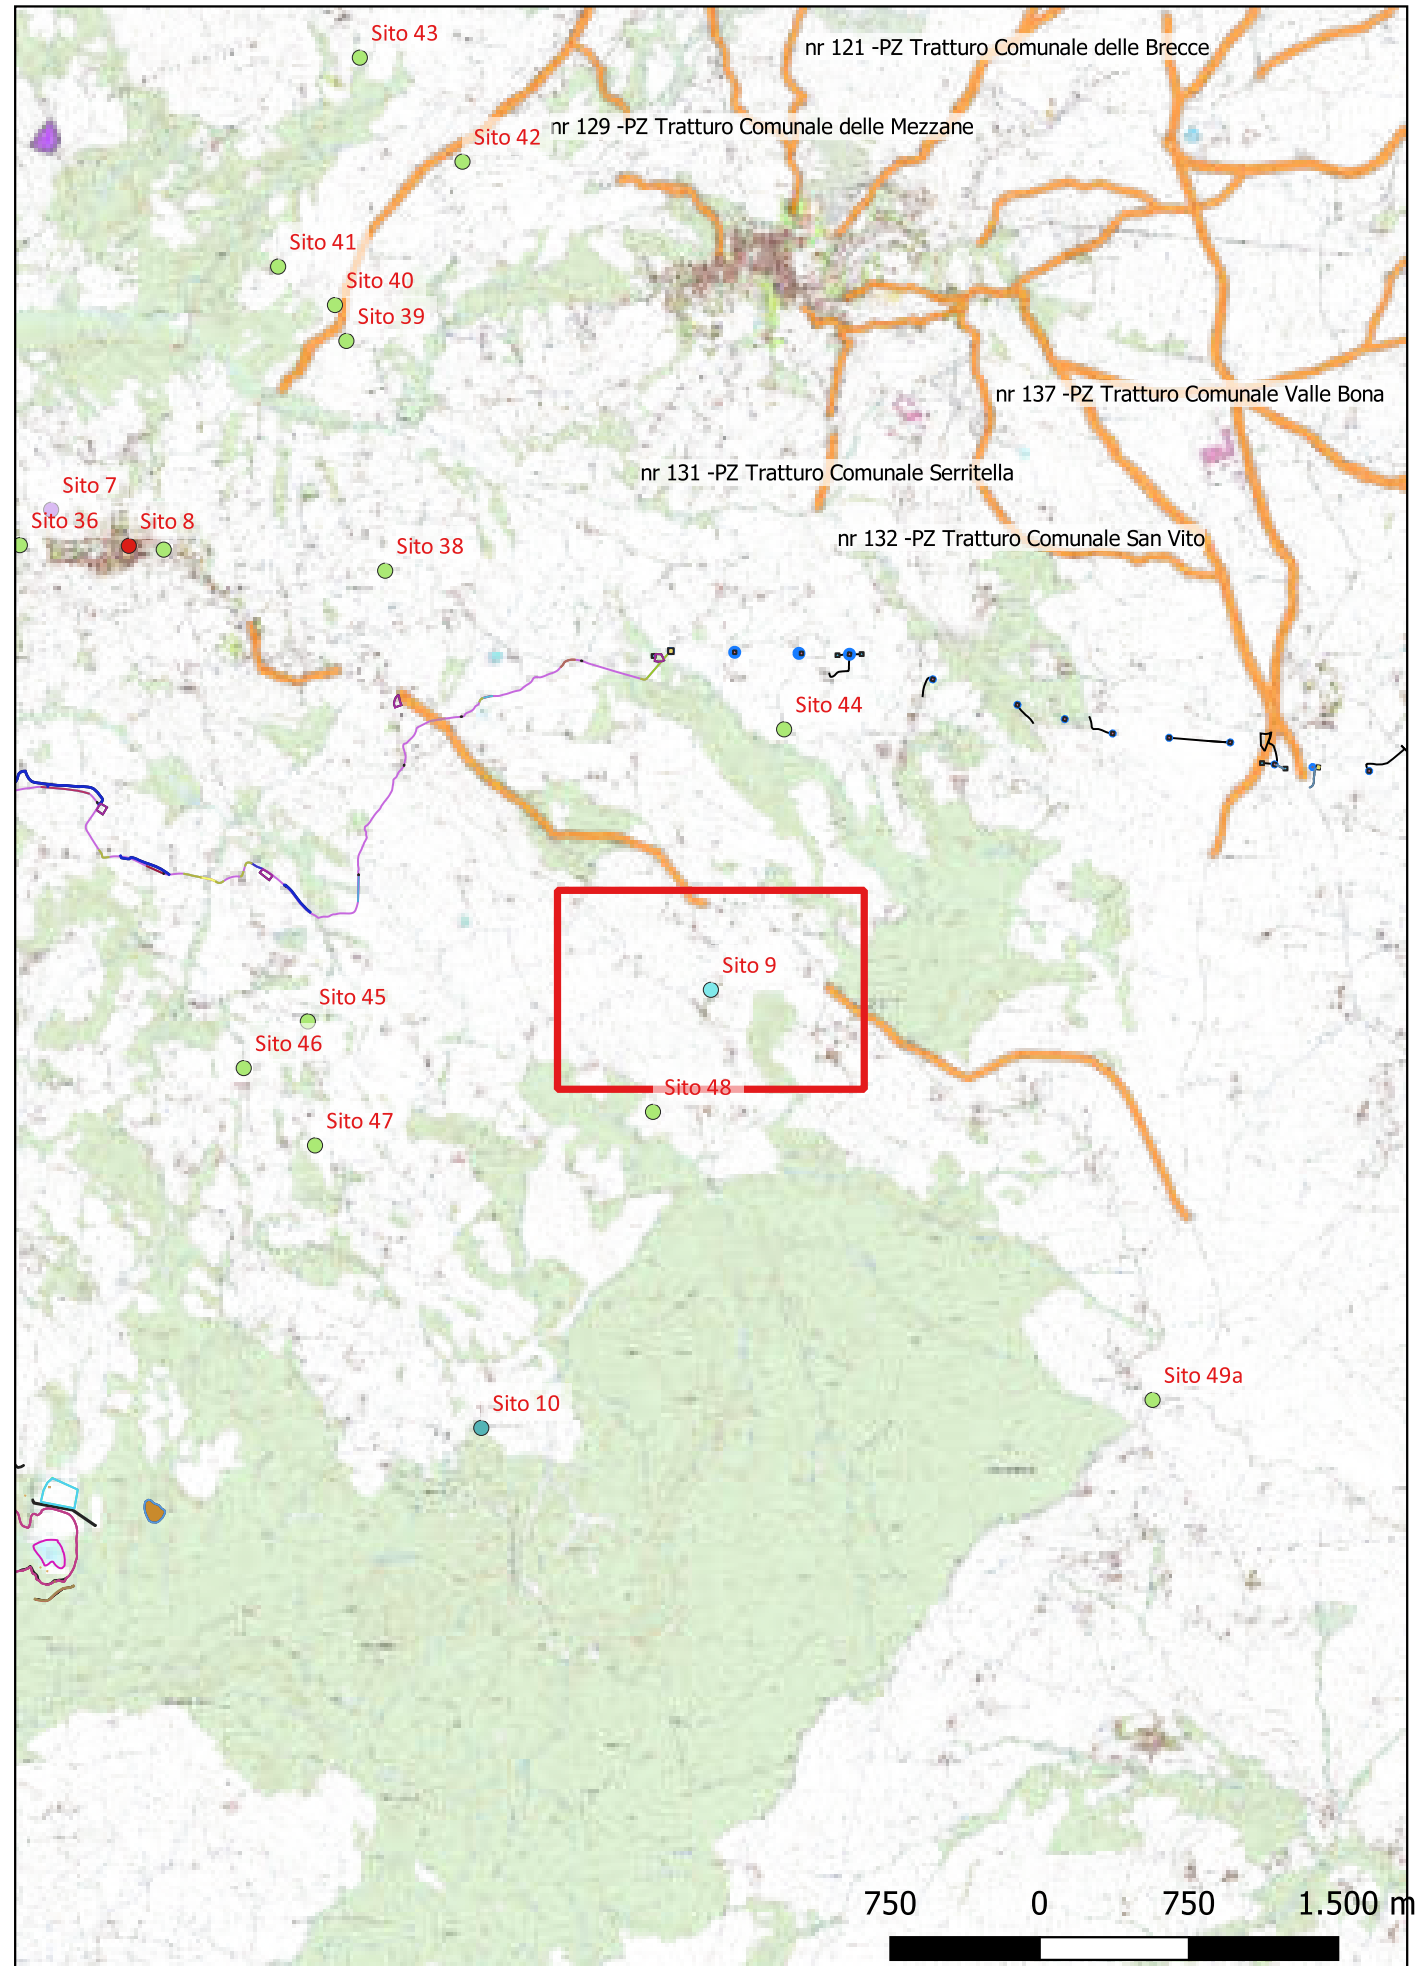 Sito 43
nr 121 -PZ Tratturo Comunale delle Brecce
nr 129 -PZ Tratturo Comunale delle Mezzane
Sito 42
Sito 41
Sito 40
Sito 39
nr 137 -PZ Tratturo Comunale Valle Bona
nr 131 -PZ Tratturo Comunale Serritella
Sito 7
Sito 36
Sito 8
nr 132 -PZ Tratturo Comunale San Vito
Sito 38
Sito 44
Sito 9
Sito 45
Sito 46
Sito 48
Sito 47
Sito 49a
Sito 10
750 0 750 1.500 m